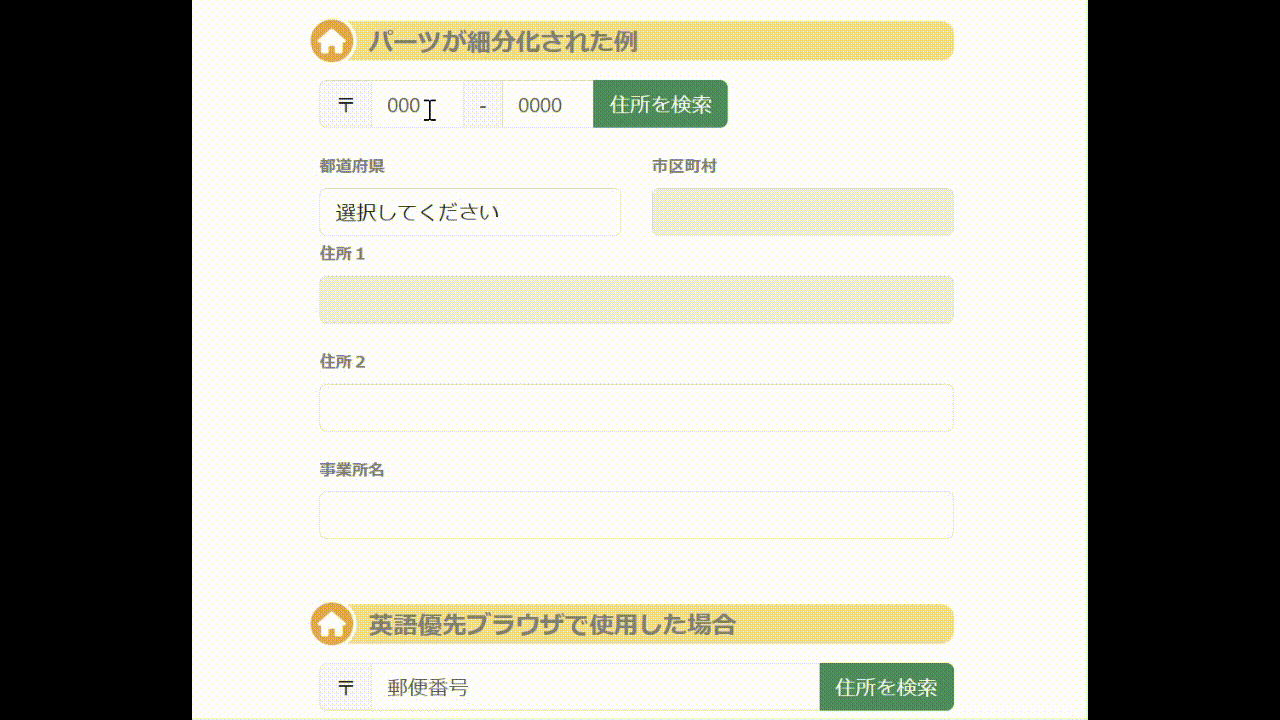 パーツが細分化された例
〒 000 - 0000 住所を検索
都道府県 市区町村
選択してください
住所１
住所２
事業所名
英語優先ブラウザで使用した場合
〒 郵便番号 住所を検索